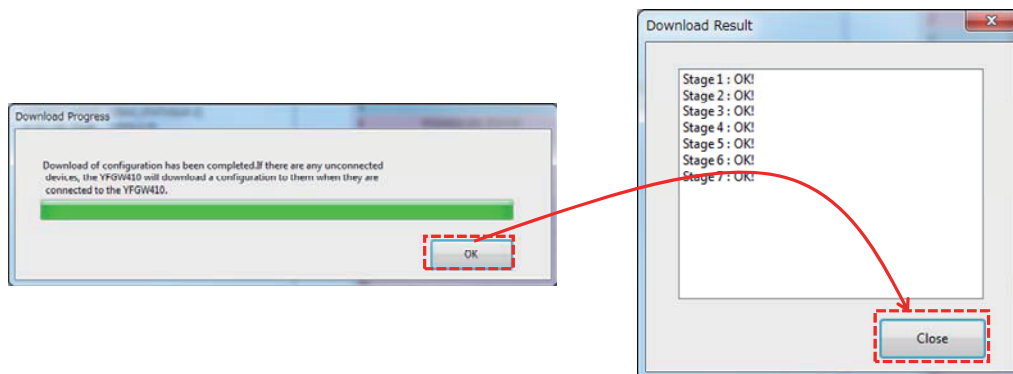 Download Progress
Download of configuration has been completed.If there are any unconnected
devices, the YFGW410 will download a configuration to them when they are
connected to the YFGW410.
OK
Download Result
Stage 1 : OK!
Stage 2 : OK!
Stage 3 : OK!
Stage 4 : OK!
Stage 5 : OK!
Stage 6 : OK!
Stage 7 : OK!
Close